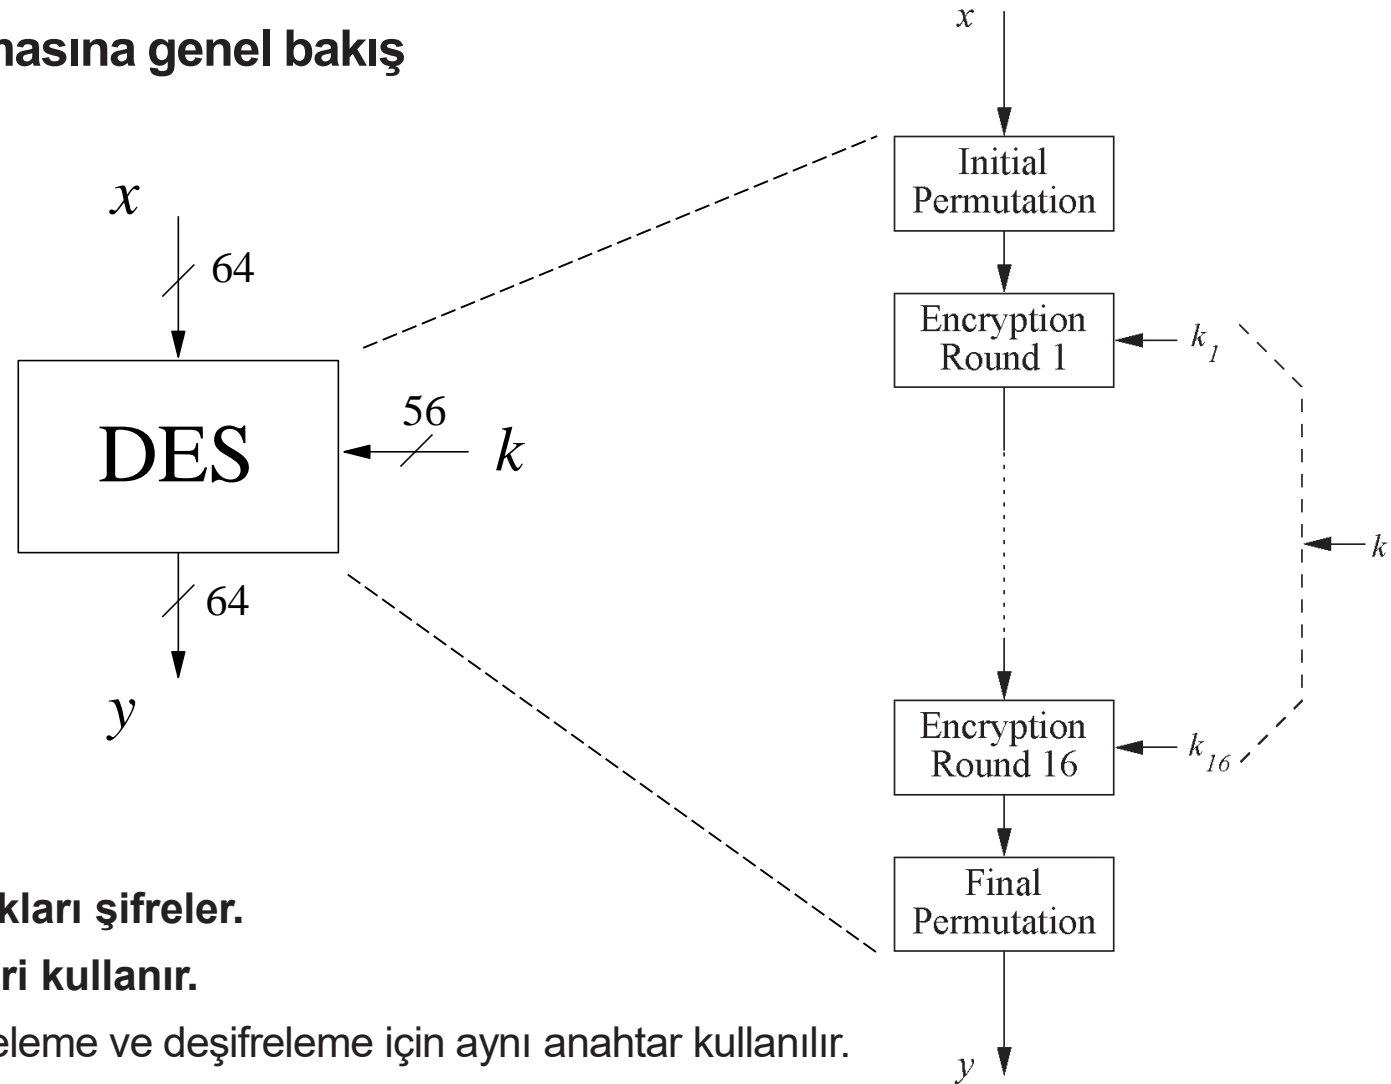 masına genel bakış
x
64
DES
56
k
64
y
x
Initial
Permutation
Encryption
Round 1
k1
k
Encryption
Round 16
k16
Final
Permutation
y
kları şifreler.
ri kullanır.
eleme ve deşifreleme için aynı anahtar kullanılır.